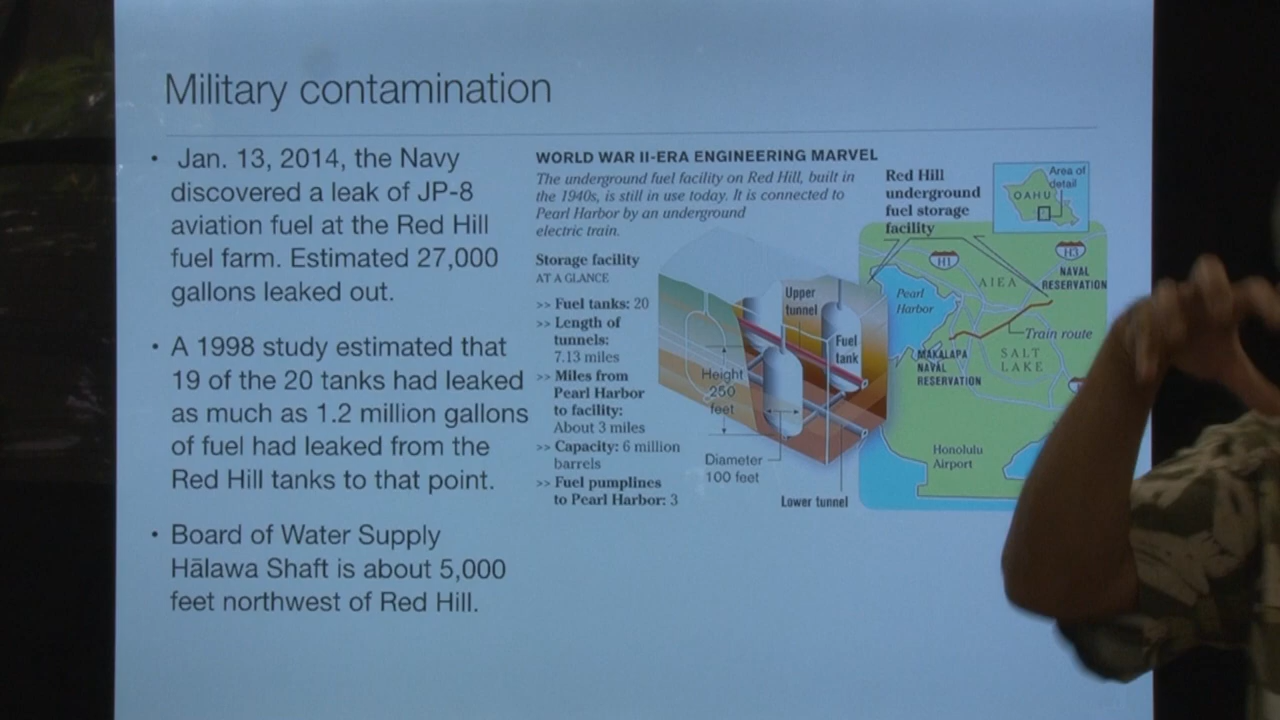 Military contamination
• Jan. 13, 2014, the Navy
discovered a leak of JP-8
aviation fuel at the Red Hill
fuel farm. Estimated 27,000
gallons leaked out.
• A 1998 study estimated that
19 of the 20 tanks had leaked
as much as 1.2 million gallons
of fuel had leaked from the
Red Hill tanks to that point.
• Board of Water Supply
Hālawa Shaft is about 5,000
feet northwest of Red Hill.
WORLD WAR II-ERA ENGINEERING MARVEL
The underground fuel facility on Red Hill, built in
the 1940s, is still in use today. It is connected to
Pearl Harbor by an underground
electric train.
Storage facility
AT A GLANCE
>> Fuel tanks: 20
>> Length of
tunnels:
7.13 miles
>> Miles from
Pearl Harbor
to facility:
About 3 miles
>> Capacity: 6 million
barrels
>> Fuel pumplines
to Pearl Harbor: 3
Upper
tunnel
Fuel
tank
Height
250
feet
Diameter
100 feet
Lower tunnel
Red Hill
underground
fuel storage
facility
Area of
detail
OAHU
H1
H3
NAVAL
RESERVATION
AIEA
Pearl
Harbor
Train route
MAKALAPA
NAVAL
RESERVATION
SALT
LAKE
Honolulu
Airport